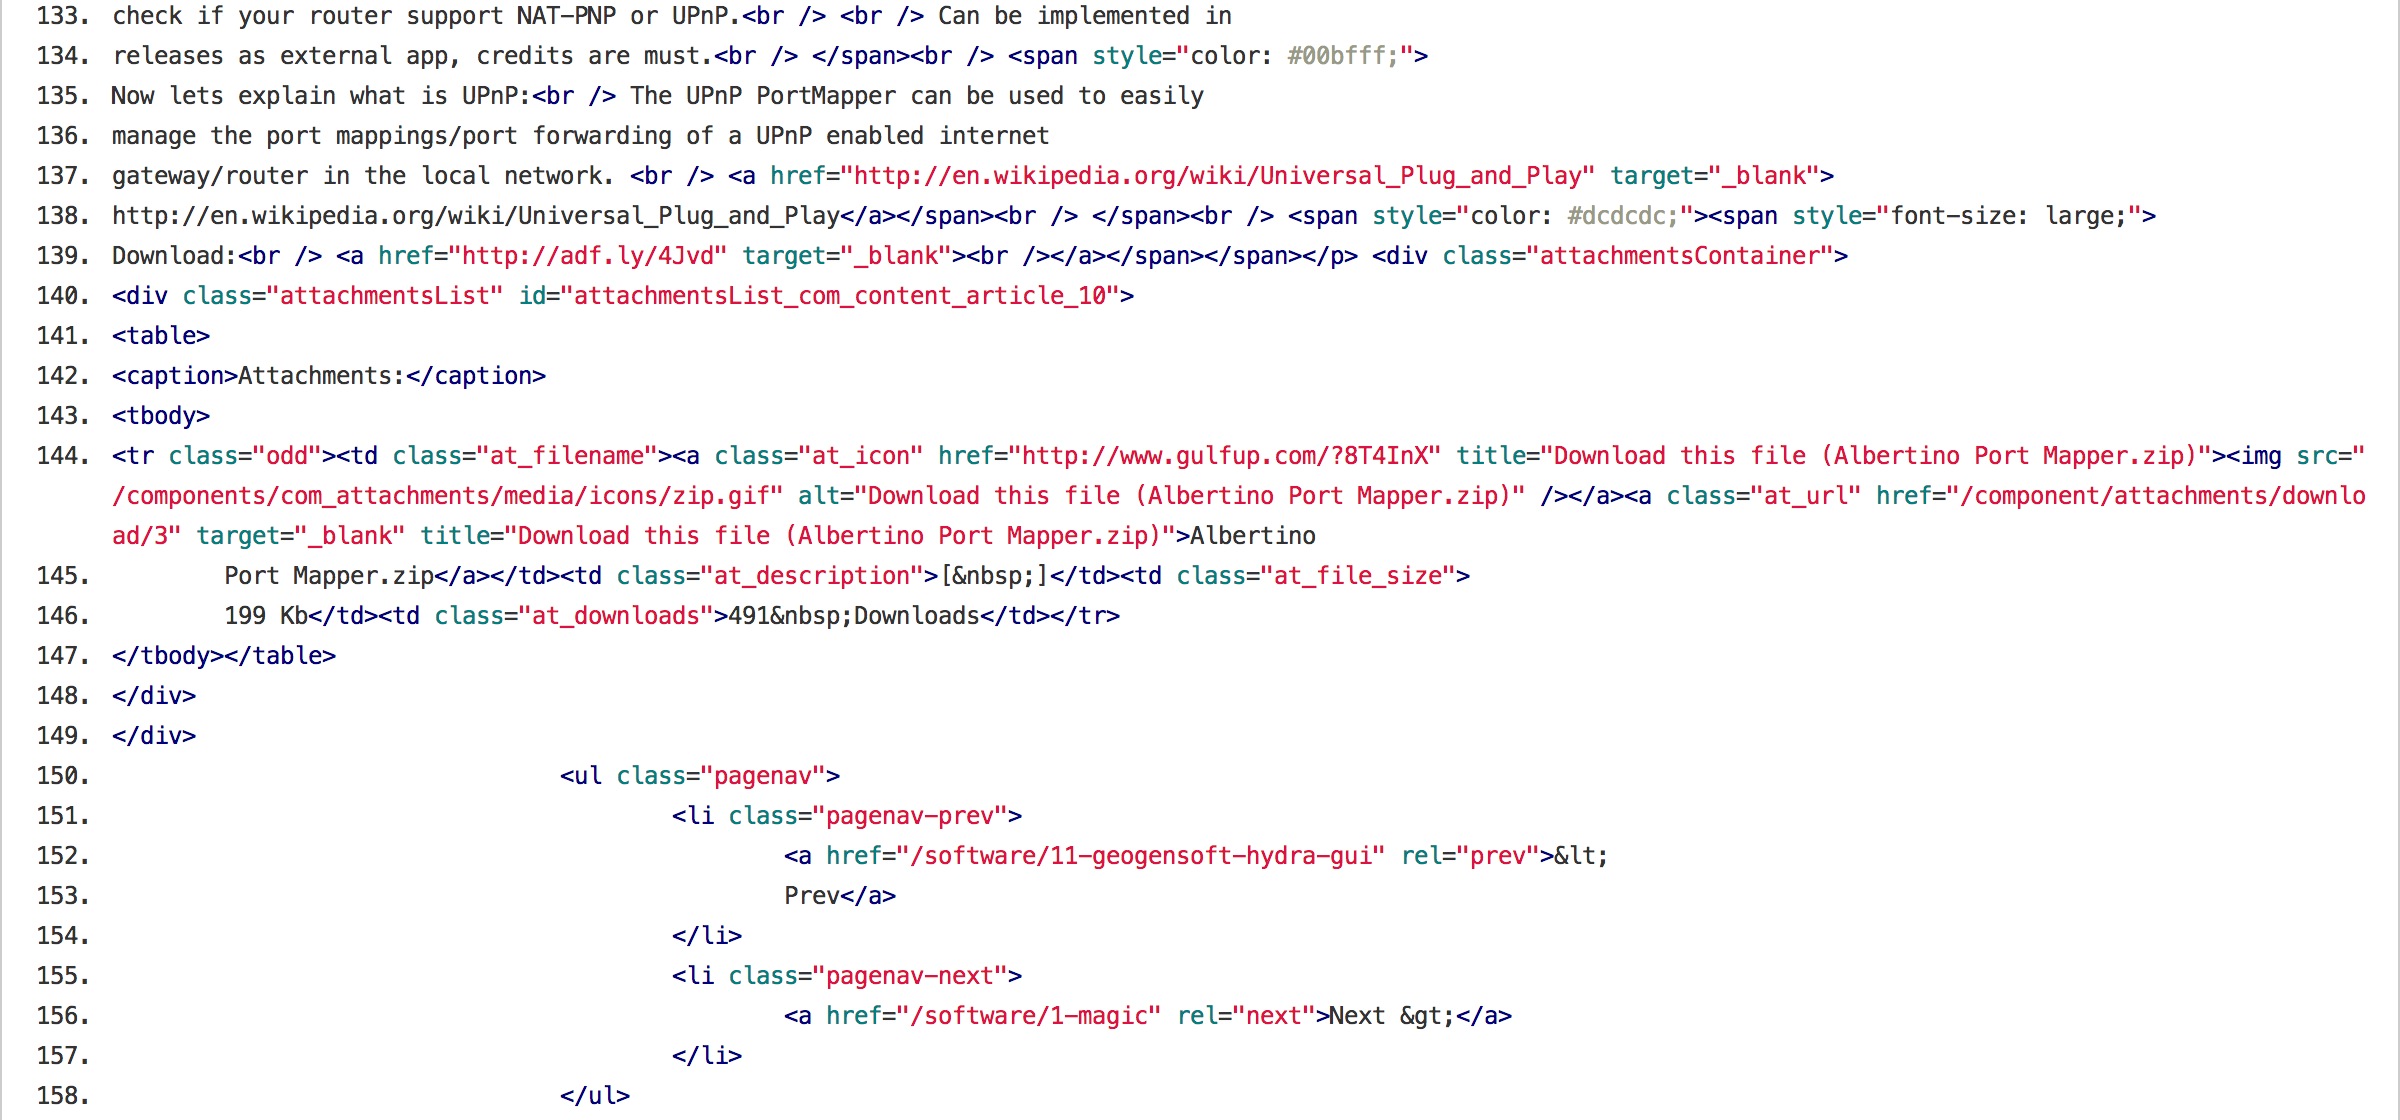 133. check if your router support NAT-PNP or UPnP.<br /> <br /> Can be implemented in
134. releases as external app, credits are must.<br /> </span><br /> <span style="color: #00bfff;">
135. Now lets explain what is UPnP:<br /> The UPnP PortMapper can be used to easily
136. manage the port mappings/port forwarding of a UPnP enabled internet
137. gateway/router in the local network. <br /> <a href="http://en.wikipedia.org/wiki/Universal_Plug_and_Play" target="_blank">
138. http://en.wikipedia.org/wiki/Universal_Plug_and_Play</a></span><br /> </span><br /> <span style="color: #dcdcdc;"><span style="font-size: large;">
139. Download:<br /> <a href="http://adf.ly/4Jvd" target="_blank"><br /></a></span></span></p> <div class="attachmentsContainer">
140. <div class="attachmentsList" id="attachmentsList_com_content_article_10">
141. <table>
142. <caption>Attachments:</caption>
143. <tbody>
144. <tr class="odd"><td class="at_filename"><a class="at_icon" href="http://www.gulfup.com/?8T4InX" title="Download this file (Albertino Port Mapper.zip)"><img src="
/components/com_attachments/media/icons/zip.gif" alt="Download this file (Albertino Port Mapper.zip)" /></a><a class="at_url" href="/component/attachments/downlo
ad/3" target="_blank" title="Download this file (Albertino Port Mapper.zip)">Albertino
145. Port Mapper.zip</a></td><td class="at_description">[&nbsp;]</td><td class="at_file_size">
146. 199 Kb</td><td class="at_downloads">491&nbsp;Downloads</td></tr>
147. </tbody></table>
148. </div>
149. </div>
150. <ul class="pagenav">
151. <li class="pagenav-prev">
152. <a href="/software/11-geogensoft-hydra-gui" rel="prev">&lt;
153. Prev</a>
154. </li>
155. <li class="pagenav-next">
156. <a href="/software/1-magic" rel="next">Next &gt;</a>
157. </li>
158. </ul>